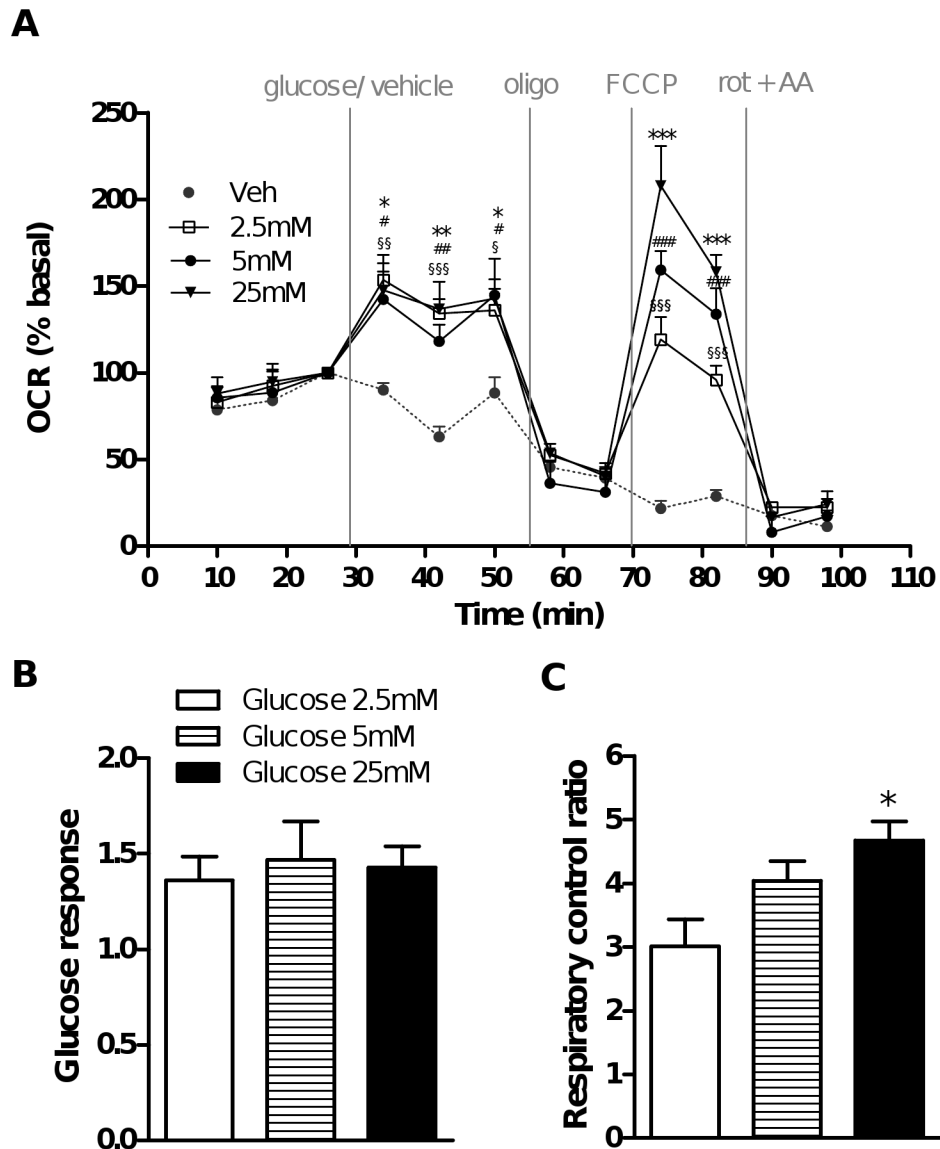 A
glucose/ vehicle oligo FCCP rot + AA
250
200
150
100
50
0
OCR (% basal)
Veh
2.5mM
5mM
25mM
*
#
§§
**
##
§§§
*
#
§
***
###
§§§
***
###
§§§
0 10 20 30 40 50 60 70 80 90 100 110
Time (min)
B
Glucose 2.5mM
Glucose 5mM
Glucose 25mM
2.0
1.5
1.0
0.5
0.0
Glucose response
C
6
5
4
3
2
1
0
Respiratory control ratio
*